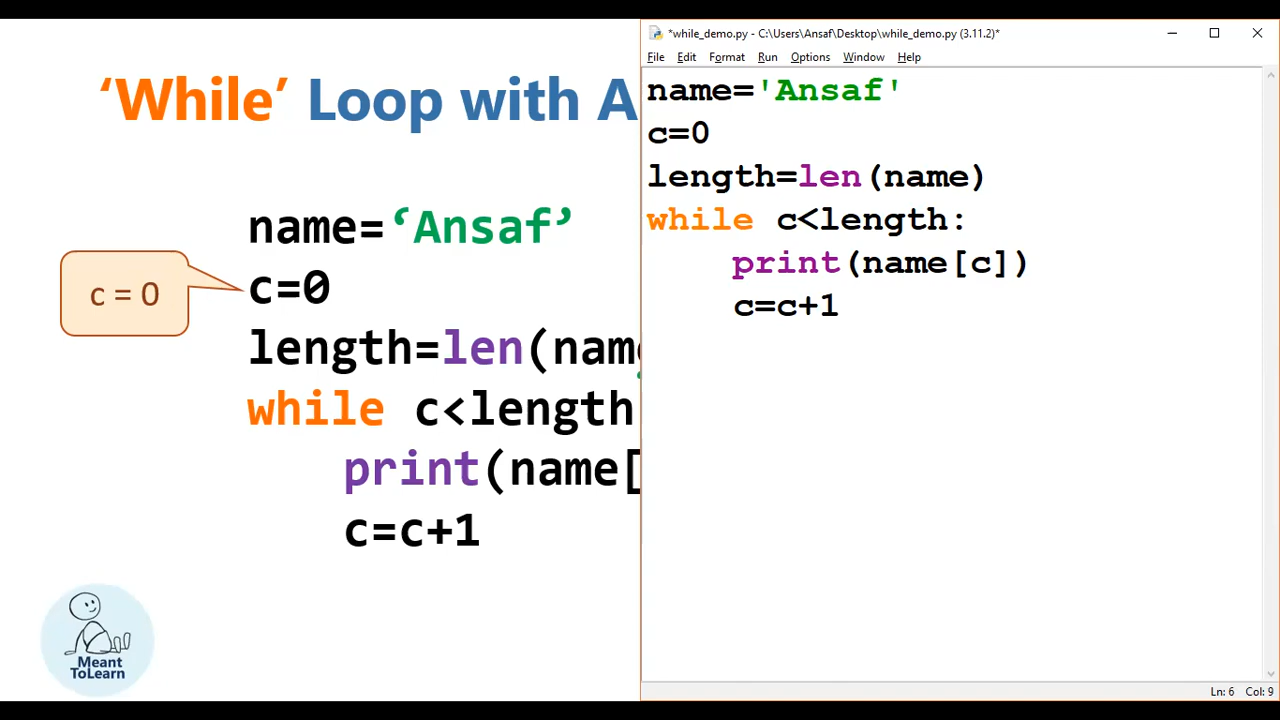 ‘While’ Loop with A
name=‘Ansaf’
c=0
c = 0
length=len(nam
while c<length
print(name[
c=c+1
Meant
ToLearn
*while_demo.py - C:\Users\Ansaf\Desktop\while_demo.py (3.11.2)*
File Edit Format Run Options Window Help
name='Ansaf'
c=0
length=len(name)
while c<length:
print(name[c])
c=c+1
Ln: 6 Col: 9